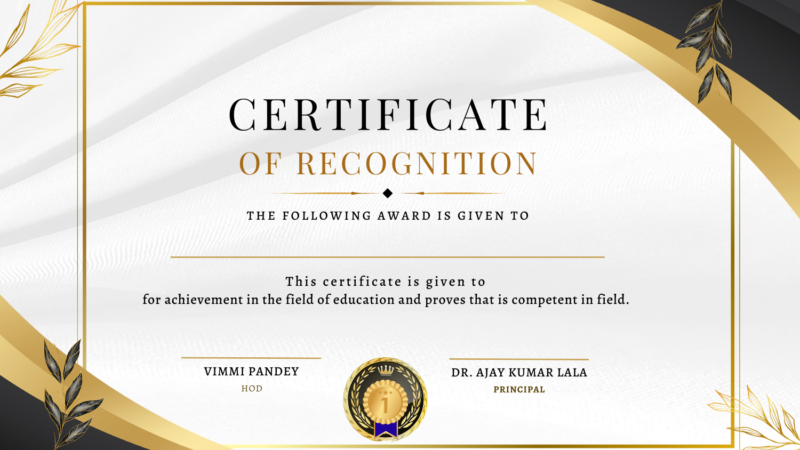 CERTIFICATE
OF RECOGNITION
THE FOLLOWING AWARD IS GIVEN TO
This certificate is given to
for achievement in the field of education and proves that is competent in field.
VIMMI PANDEY
HOD
DR. AJAY KUMAR LALA
PRINCIPAL
1